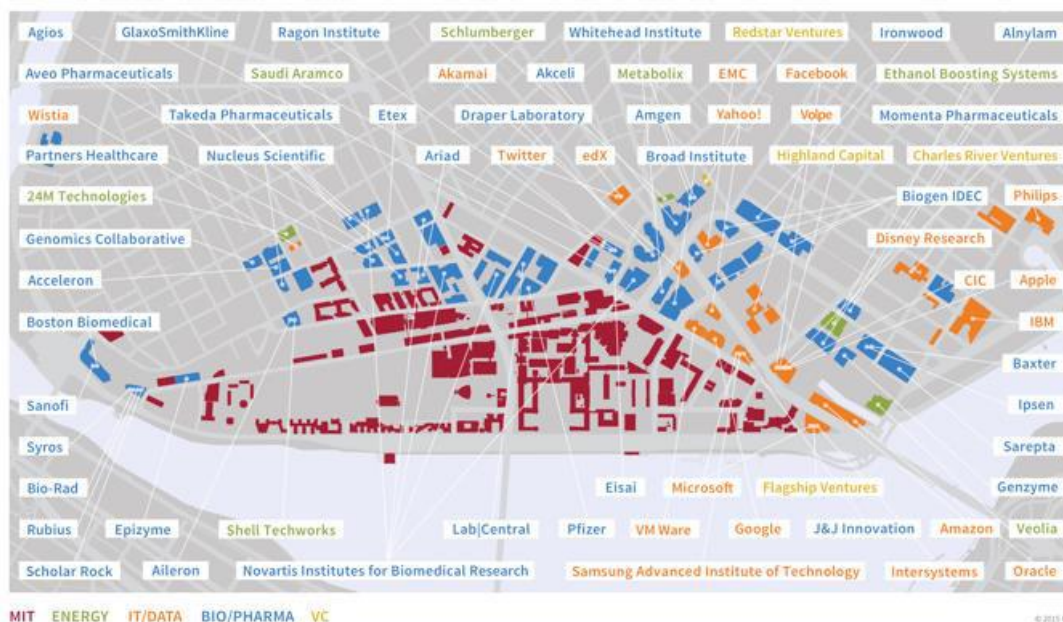 Agios GlaxoSmithKline Ragon Institute Schlumberger Whitehead Institute Redstar Ventures Ironwood Alnylam
Aveo Pharmaceuticals Saudi Aramco Akamai Akceli Metabolix EMC Facebook Ethanol Boosting Systems
Wistia Takeda Pharmaceuticals Etex Draper Laboratory Amgen Yahoo! Volpe Momenta Pharmaceuticals
Partners Healthcare Nucleus Scientific Ariad Twitter edX Broad Institute Highland Capital Charles River Ventures
24M Technologies Biogen IDEC Philips
Genomics Collaborative Disney Research
Acceleron CIC Apple
Boston Biomedical IBM
Baxter
Sanofi Ipsen
Syros Sarepta
Bio-Rad Eisai Microsoft Flagship Ventures Genzyme
Rubius Epizyme Shell Techworks Lab|Central Pfizer VM Ware Google J&J Innovation Amazon Veolia
Scholar Rock Aileron Novartis Institutes for Biomedical Research Samsung Advanced Institute of Technology Intersystems Oracle
MIT ENERGY IT/DATA BIO/PHARMA VC